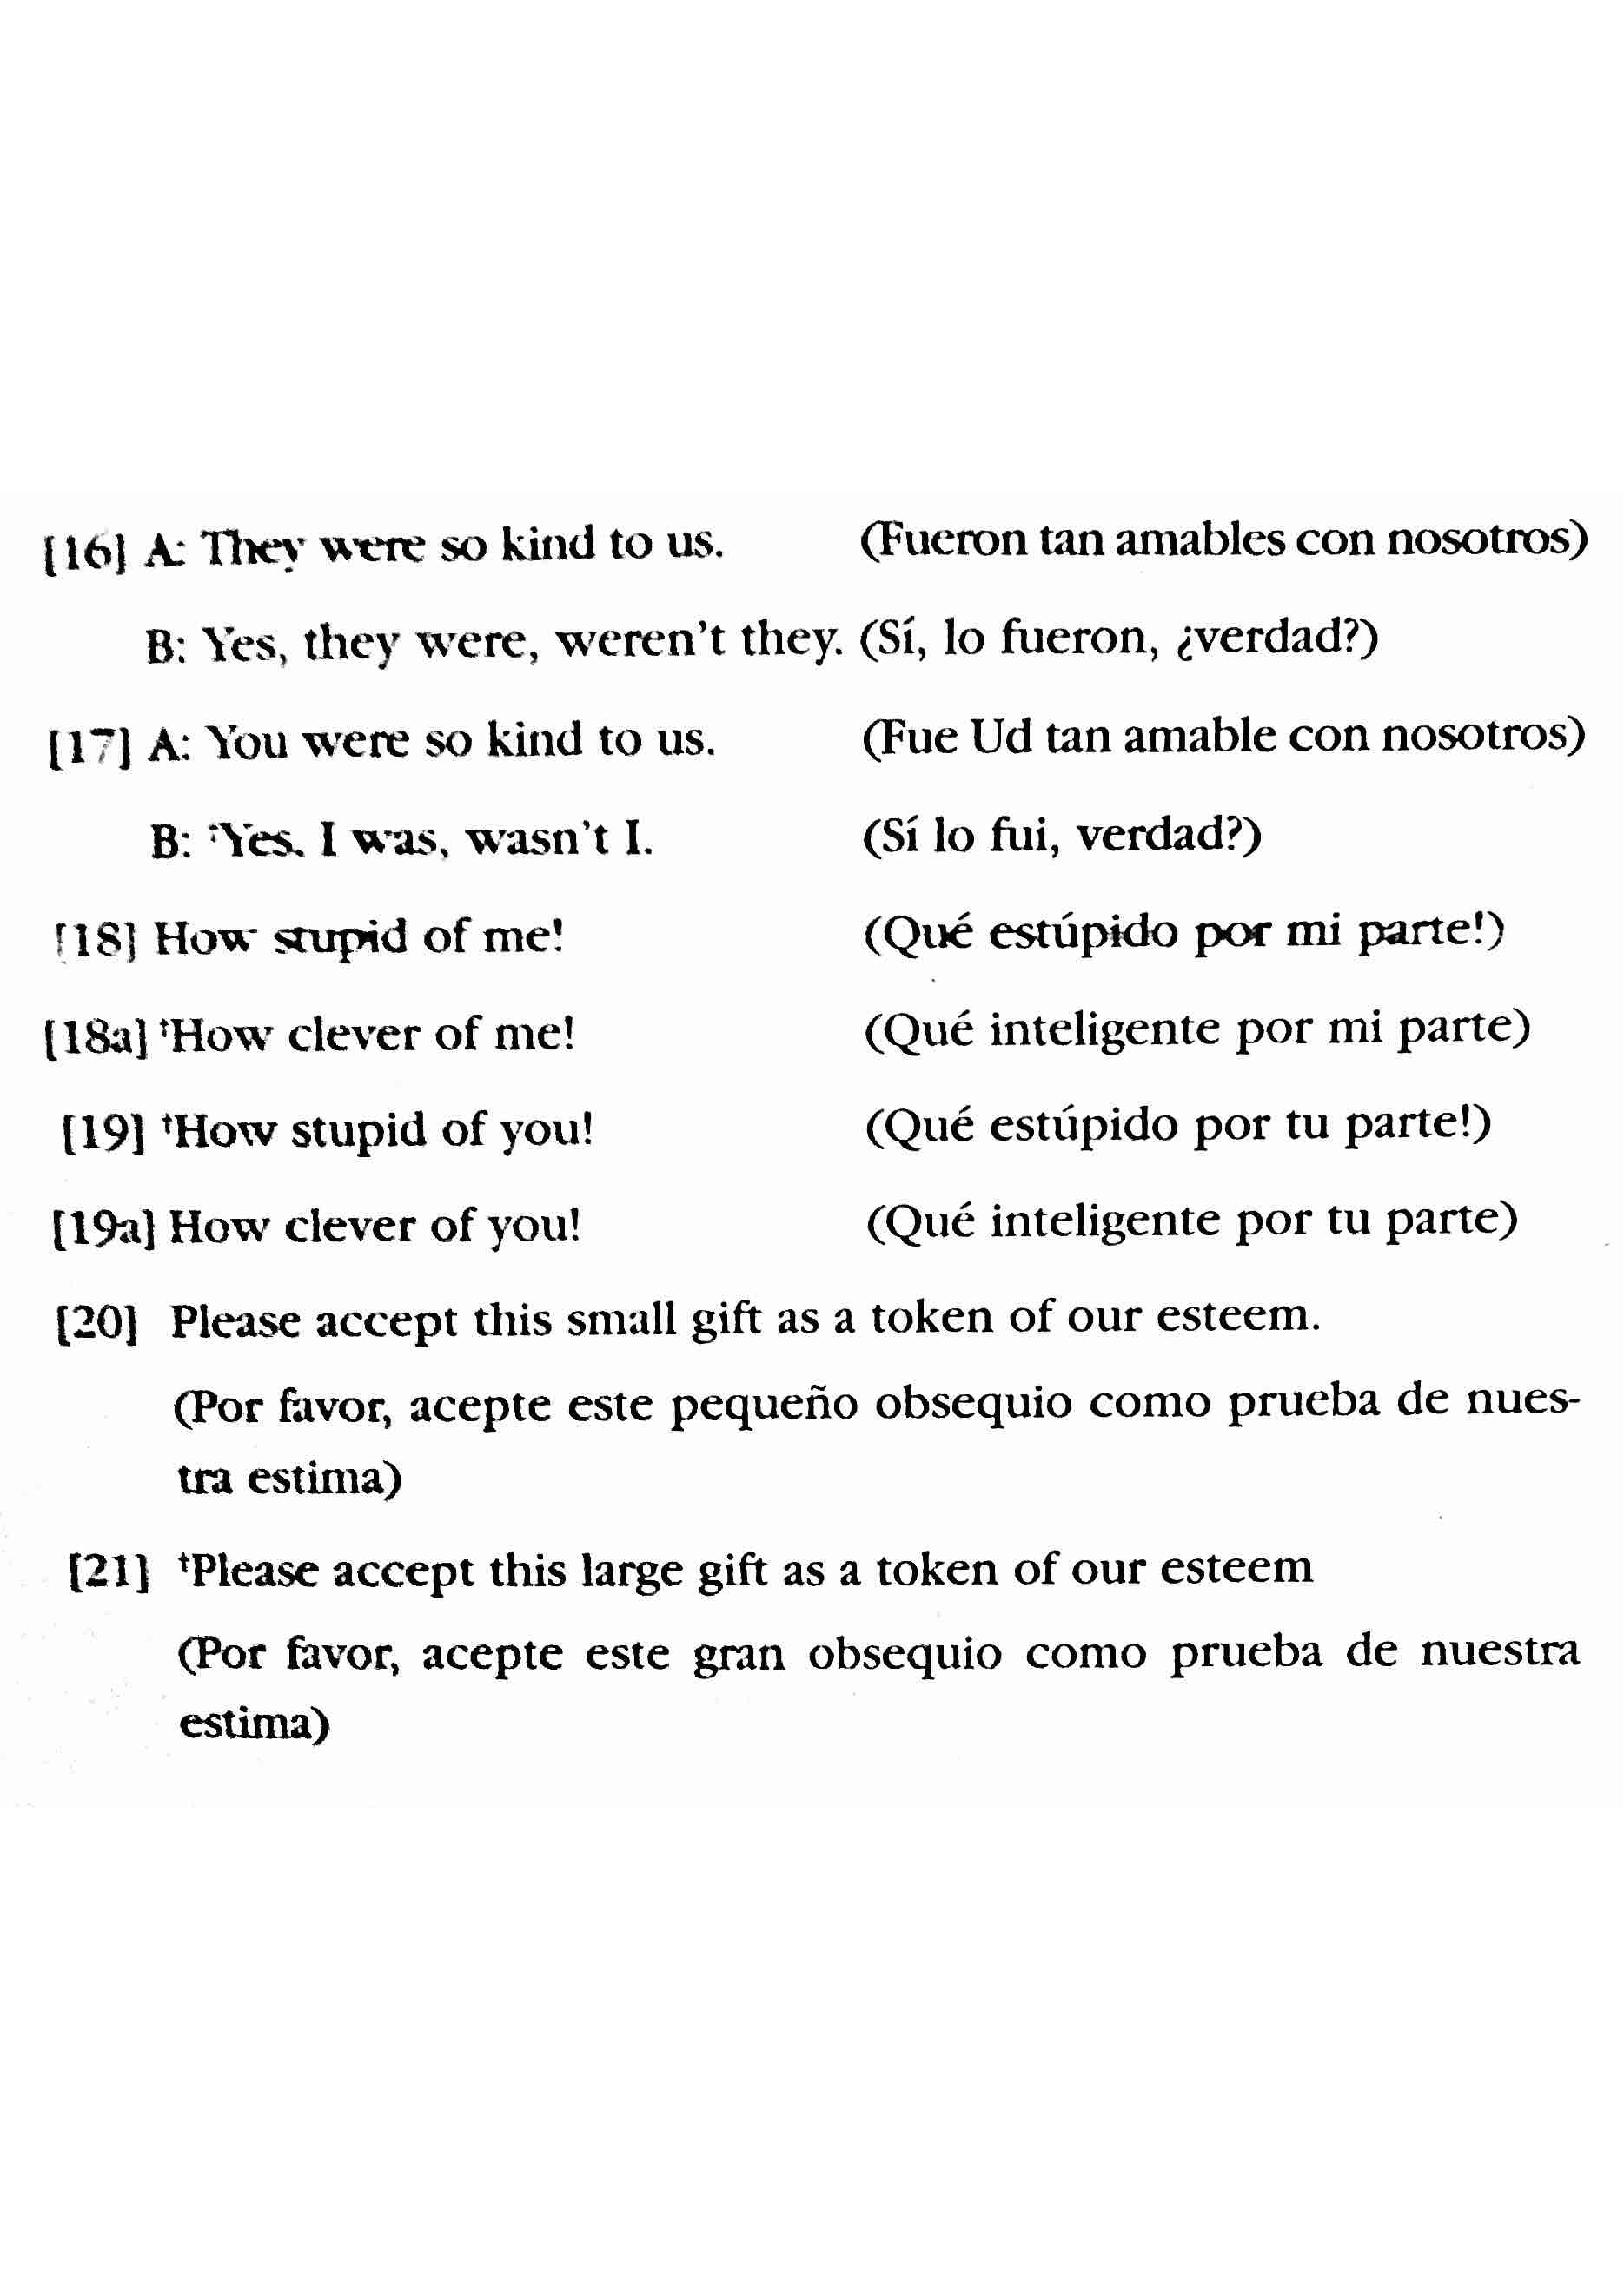 [16] A: They were so kind to us. (Fueron tan amables con nosotros)
B: Yes, they were, weren't they. (Sí, lo fueron, ¿verdad?)
[17] A: You were so kind to us. (Fue Ud tan amable con nosotros)
B: ᵗYes, I was, wasn't I. (Sí lo fui, verdad?)
[18] How stupid of me! (Qué estúpido por mi parte!)
[18a] ᵗHow clever of me! (Qué inteligente por mi parte)
[19] ᵗHow stupid of you! (Qué estúpido por tu parte!)
[19a] How clever of you! (Qué inteligente por tu parte)
[20] Please accept this small gift as a token of our esteem.
(Por favor, acepte este pequeño obsequio como prueba de nues-
tra estima)
[21] ᵗPlease accept this large gift as a token of our esteem
(Por favor, acepte este gran obsequio como prueba de nuestra
estima)